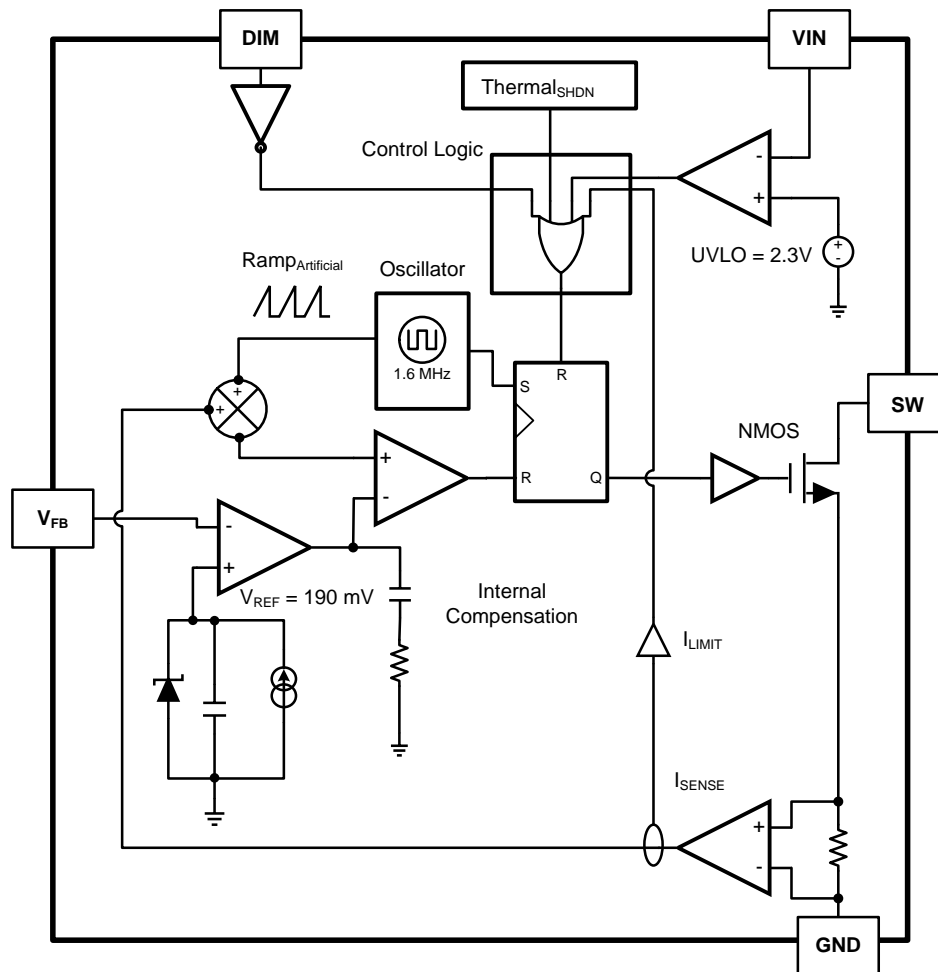 DIM
VIN
ThermalSHDN
Control Logic
-
+
UVLO = 2.3V
+
-
RampArtificial
Oscillator
1.6 MHz
R
S
+
+
SW
NMOS
+
-
R
Q
VFB
-
+
VREF = 190 mV
Internal
Compensation
ILIMIT
ISENSE
+
-
GND